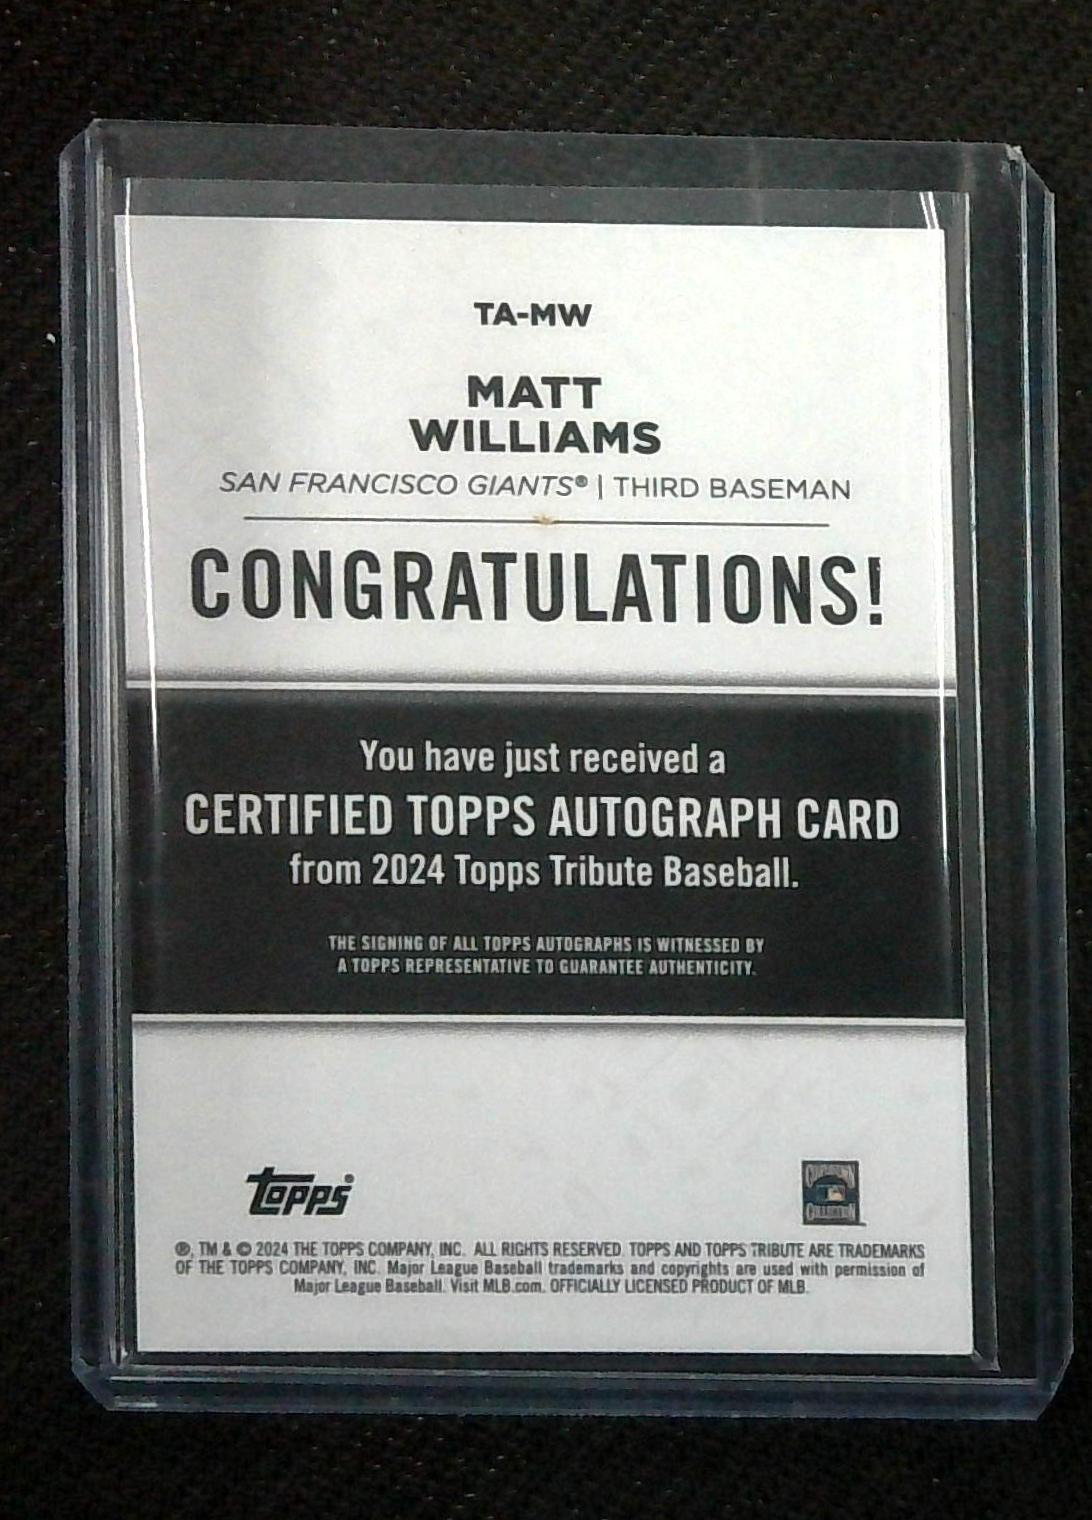 TA-MW
MATT
WILLIAMS
SAN FRANCISCO GIANTS® | THIRD BASEMAN
CONGRATULATIONS!
You have just received a
CERTIFIED TOPPS AUTOGRAPH CARD
from 2024 Topps Tribute Baseball.
THE SIGNING OF ALL TOPPS AUTOGRAPHS IS WITNESSED BY
A TOPPS REPRESENTATIVE TO GUARANTEE AUTHENTICITY.
topps®
COOPERSTOWN
COLLECTION
®, TM & © 2024 THE TOPPS COMPANY, INC. ALL RIGHTS RESERVED. TOPPS AND TOPPS TRIBUTE ARE TRADEMARKS
OF THE TOPPS COMPANY, INC. Major League Baseball trademarks and copyrights are used with permission of
Major League Baseball. Visit MLB.com. OFFICIALLY LICENSED PRODUCT OF MLB.